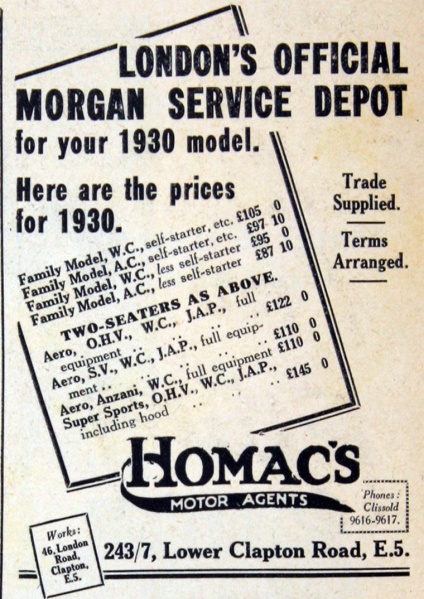 LONDON'S OFFICIAL
MORGAN SERVICE DEPOT
for your 1930 model.
Here are the prices
for 1930.
Trade
Supplied.
Terms
Arranged.
Family Model, W.C., self-starter, etc. £105 0
Family Model, A.C., self-starter, etc. £97 10
Family Model, W.C., less self-starter £95 0
Family Model, A.C., less self-starter £87 10
TWO-SEATERS AS ABOVE.
Aero, O.H.V., W.C., J.A.P., full
equipment .. .. .. £122 0
Aero, S.V., W.C., J.A.P., full equip-
ment .. .. .. .. £110 0
Aero, Anzani, W.C., full equipment £110 0
Super Sports, O.H.V., W.C., J.A.P.,
including hood .. .. .. £145 0
HOMAC'S
MOTOR AGENTS
Phones:
Clissold
9616-9617.
Works:
46, London
Road,
Clapton,
E.5.
243/7, Lower Clapton Road, E.5.